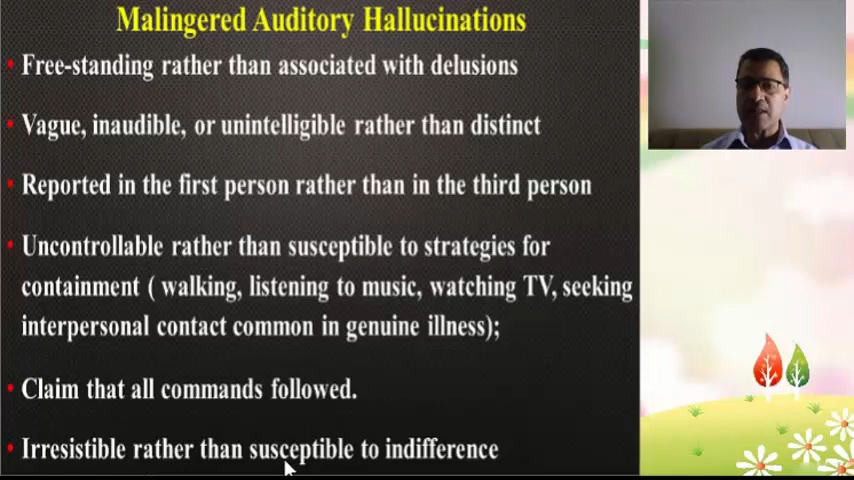 Malingered Auditory Hallucinations
• Free-standing rather than associated with delusions
• Vague, inaudible, or unintelligible rather than distinct
• Reported in the first person rather than in the third person
• Uncontrollable rather than susceptible to strategies for
containment ( walking, listening to music, watching TV, seeking
interpersonal contact common in genuine illness);
• Claim that all commands followed.
• Irresistible rather than susceptible to indifference